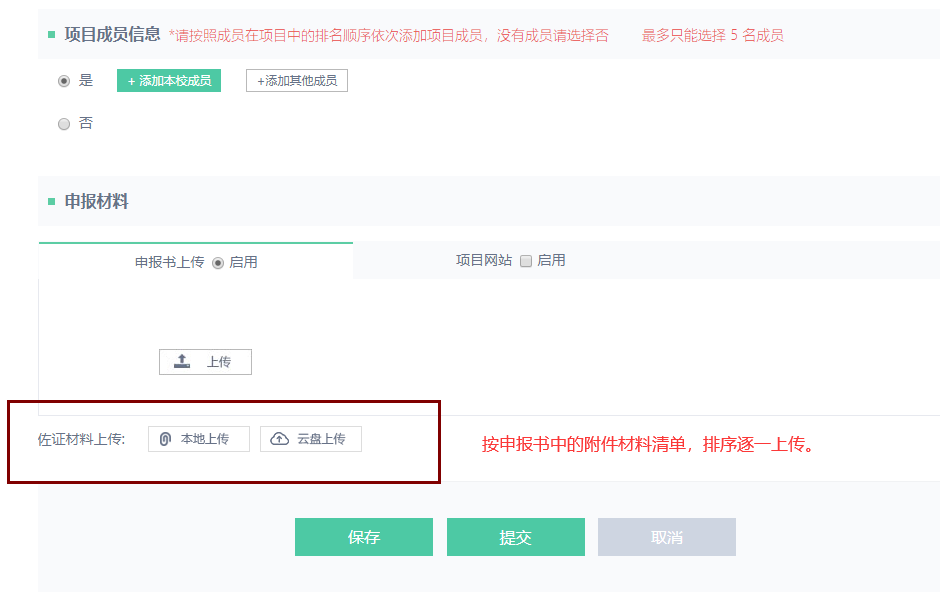 项目成员信息 *请按照成员在项目中的排名顺序依次添加项目成员，没有成员请选择否 最多只能选择 5 名成员
是 + 添加本校成员 +添加其他成员
否
申报材料
申报书上传 启用 项目网站 启用
上传
佐证材料上传: 本地上传 云盘上传 按申报书中的附件材料清单，排序逐一上传。
保存 提交 取消